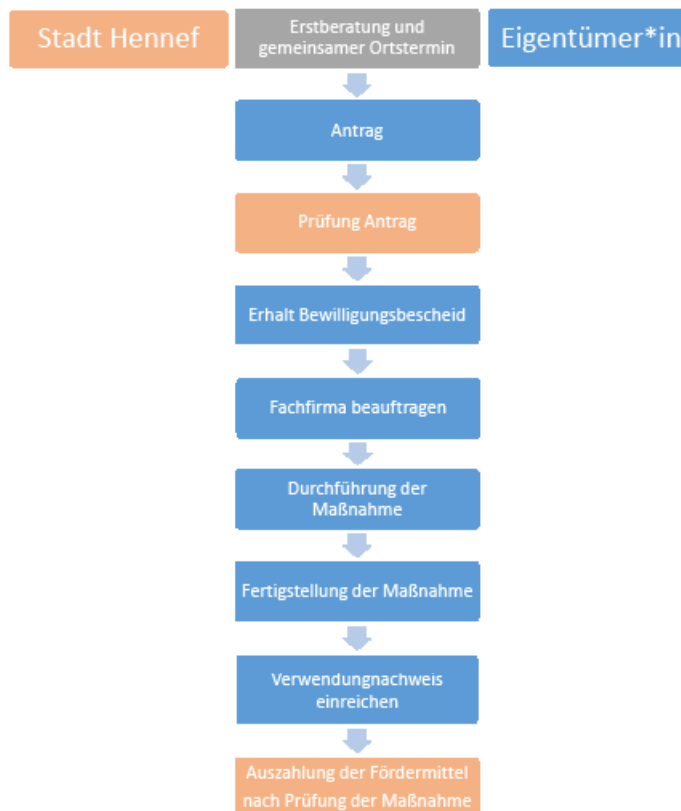 Stadt Hennef
Erstberatung und
gemeinsamer Ortstermin
Eigentümer*in
Antrag
Prüfung Antrag
Erhalt Bewilligungsbescheid
Fachfirma beauftragen
Durchführung der
Maßnahme
Fertigstellung der Maßnahme
Verwendungnachweis
einreichen
Auszahlung der Fördermittel
nach Prüfung der Maßnahme